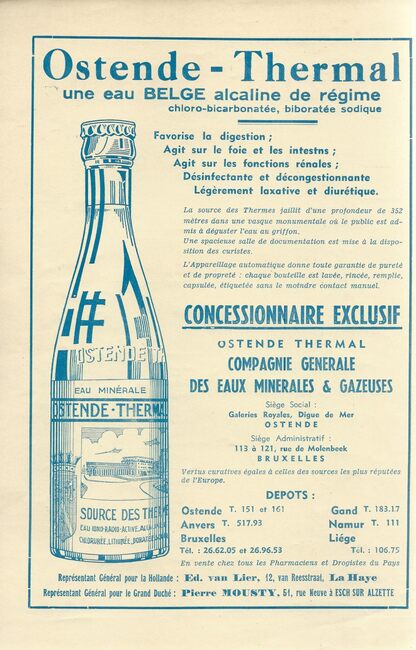 Ostende - Thermal
une eau BELGE alcaline de régime
chloro-bicarbonatée, biboratée sodique
Favorise la digestion ;
Agit sur le foie et les intestns ;
Agit sur les fonctions rénales ;
Désinfectante et décongestionnante
Légèrement laxative et diurétique.
La source des Thermes jaillit d'une profondeur de 352
mètres dans une vasque monumentale où le public est ad-
mis à déguster l'eau au griffon.
Une spacieuse salle de documentation est mise à la dispo-
sition des curistes.
L'Appareillage automatique donne toute garantie de pureté
et de propreté : chaque bouteille est lavée, rincée, remplie,
capsulée, étiquetée sans le moindre contact manuel.
CONCESSIONNAIRE EXCLUSIF
OSTENDE THERMAL
COMPAGNIE GENERALE
DES EAUX MINERALES & GAZEUSES
Siège Social :
Galeries Royales, Digue de Mer
OSTENDE
Siège Administratif :
113 à 121, rue de Molenbeek
BRUXELLES
Vertus curatives égales à celles des sources les plus réputées
de l'Europe.
DEPOTS :
Ostende T. 151 et 161 Gand T. 183.17
Anvers T. 517.93 Namur T. 111
Bruxelles Liége
Tél. : 26.62.05 et 26.96.53 Tél. : 106.75
En vente chez tous les Pharmaciens et Drogistes du Pays
Représentant Général pour la Hollande : Ed. van Lier, 12, van Reesstraat, La Haye
Représentant Général pour le Grand Duché : Pierre MOUSTY, 51, rue Neuve à ESCH SUR ALZETTE
OSTENDE T
EAU MINÉRALE
OSTENDE-THERMAL
SOURCE DES THERM
EAU IONO-RADIO-ACTIVE, ALCALINE
CHLORURÉE, LITHINÉE, BORATÉE